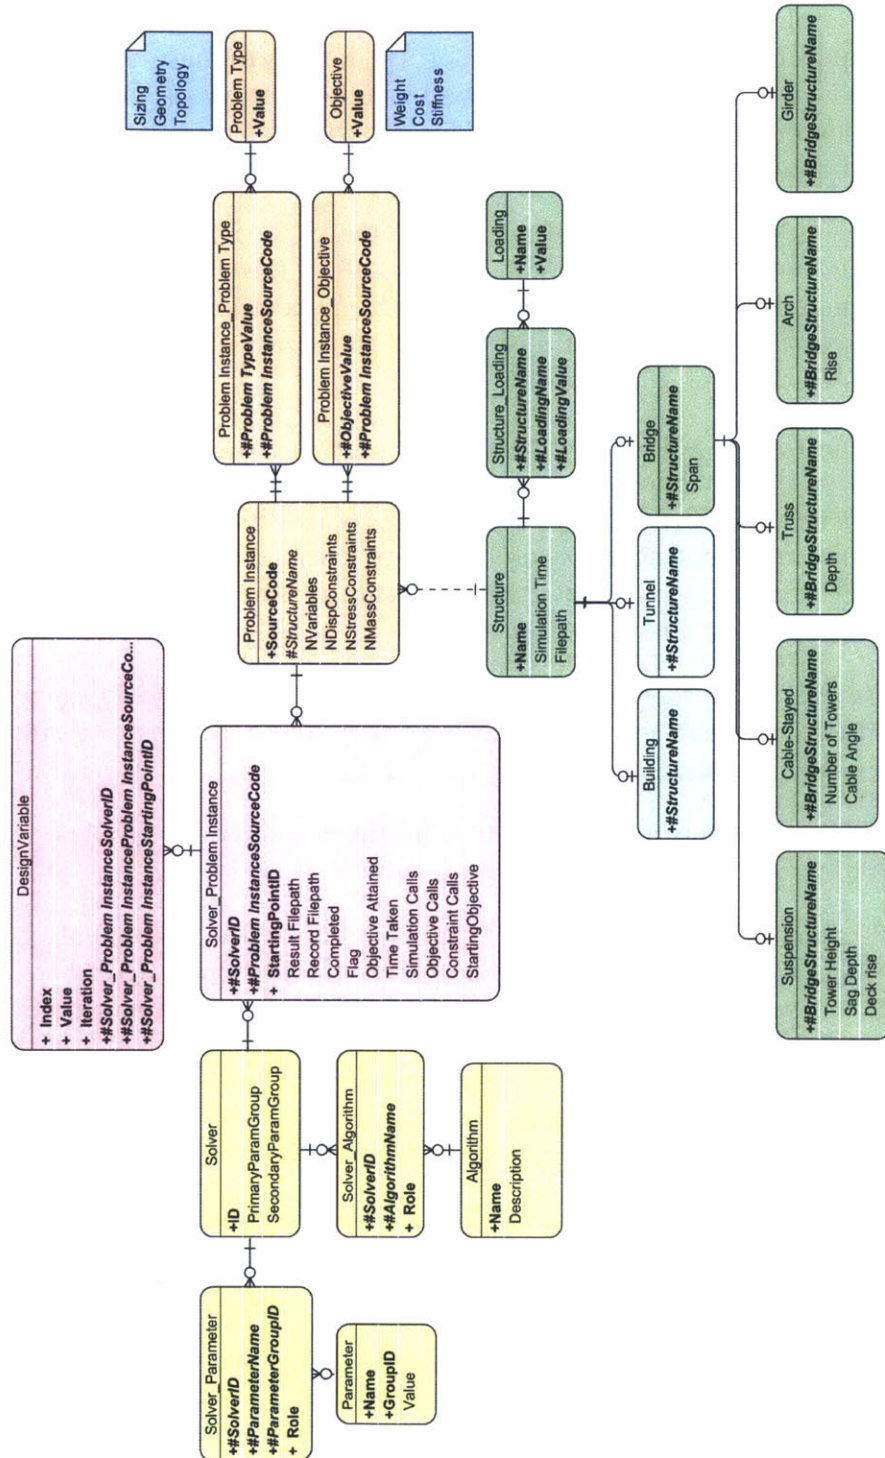 Solver_Parameter
+#SolverID
+#ParameterName
+#ParameterGroupID
+ Role
Parameter
+Name
+GroupID
Value
Solver
+ID
PrimaryParamGroup
SecondaryParamGroup
Solver_Algorithm
+#SolverID
+#AlgorithmName
+ Role
Algorithm
+Name
Description
DesignVariable
+ Index
+ Value
+ Iteration
+#Solver_Problem InstanceSolverID
+#Solver_Problem InstanceProblem InstanceSourceCo...
+#Solver_Problem InstanceStartingPointID
Solver_Problem Instance
+#SolverID
+#Problem InstanceSourceCode
+ StartingPointID
Result Filepath
Record Filepath
Completed
Flag
Objective Attained
Time Taken
Simulation Calls
Objective Calls
Constraint Calls
StartingObjective
Problem Instance
+SourceCode
#StructureName
NVariables
NDispConstraints
NStressConstraints
NMassConstraints
Problem Instance_Problem Type
+#Problem TypeValue
+#Problem InstanceSourceCode
Problem Type
+Value
Sizing
Geometry
Topology
Problem Instance_Objective
+#ObjectiveValue
+#Problem InstanceSourceCode
Objective
+Value
Weight
Cost
Stiffness
Structure
+Name
Simulation Time
Filepath
Structure_Loading
+#StructureName
+#LoadingName
+#LoadingValue
Loading
+Name
+Value
Building
+#StructureName
Tunnel
+#StructureName
Bridge
+#StructureName
Span
Suspension
+#BridgeStructureName
Tower Height
Sag Depth
Deck rise
Cable-Stayed
+#BridgeStructureName
Number of Towers
Cable Angle
Truss
+#BridgeStructureName
Depth
Arch
+#BridgeStructureName
Rise
Girder
+#BridgeStructureName